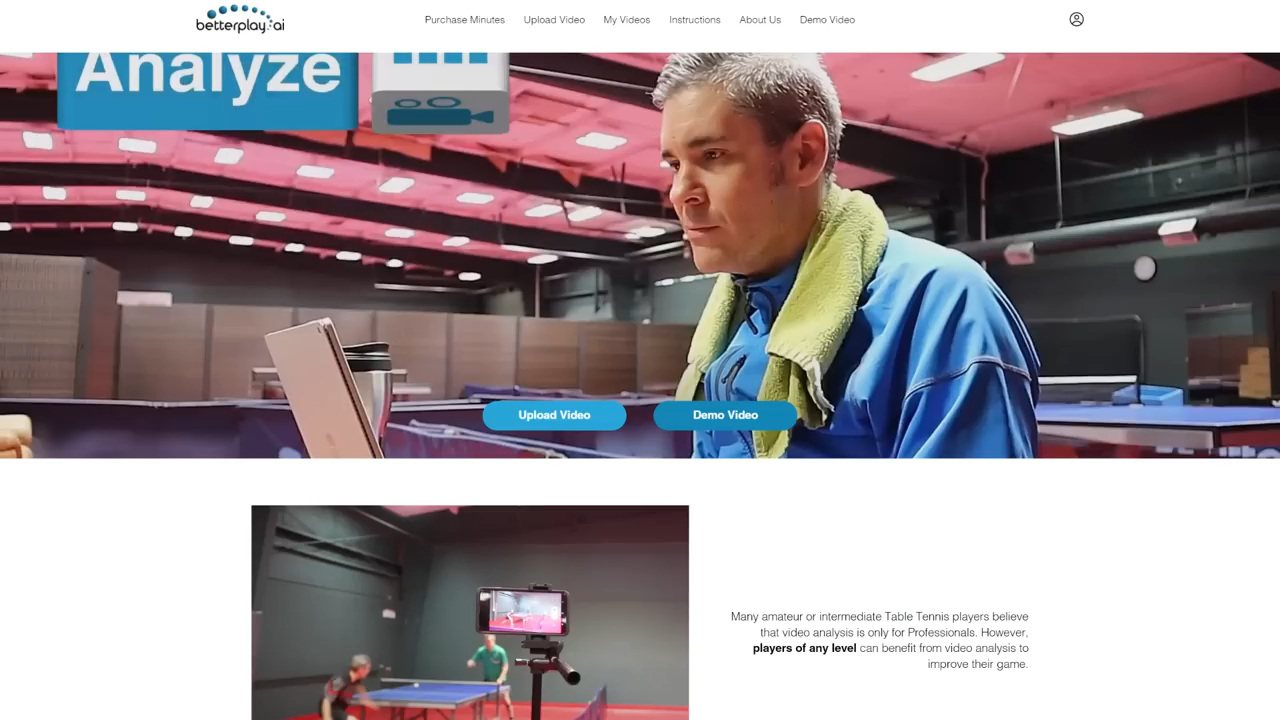 betterplay.ai
Purchase Minutes
Upload Video
My Videos
Instructions
About Us
Demo Video
Analyze
Upload Video
Demo Video
Many amateur or intermediate Table Tennis players believe
that video analysis is only for Professionals. However,
players of any level can benefit from video analysis to
improve their game.